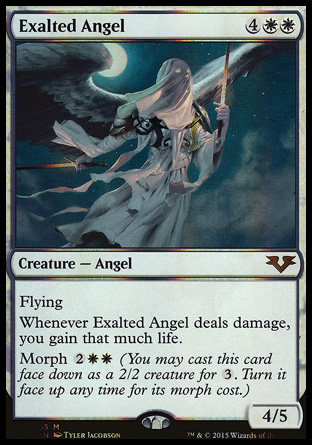 Exalted Angel 4
Creature — Angel
Flying
Whenever Exalted Angel deals damage,
you gain that much life.
Morph 2 (You may cast this card
face down as a 2/2 creature for 3. Turn it
face up any time for its morph cost.)
4/5
TYLER JACOBSON ™ & © 2015 Wizards of